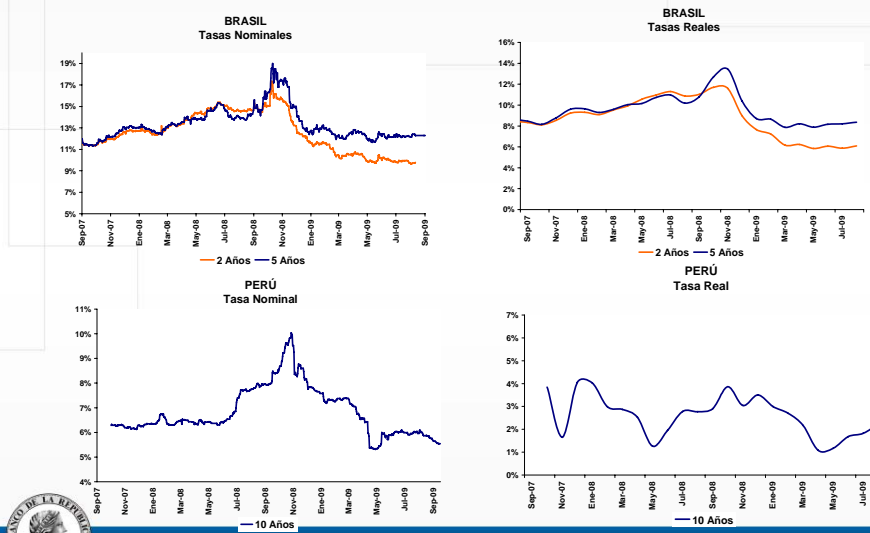 BRASIL
Tasas Nominales
19%
17%
15%
13%
11%
9%
7%
5%
Sep-07
Nov-07
Ene-08
Mar-08
May-08
Jul-08
Sep-08
Nov-08
Ene-09
Mar-09
May-09
Jul-09
Sep-09
2 Años 5 Años
BRASIL
Tasas Reales
16%
14%
12%
10%
8%
6%
4%
2%
0%
Sep-07
Nov-07
Ene-08
Mar-08
May-08
Jul-08
Sep-08
Nov-08
Ene-09
Mar-09
May-09
Jul-09
2 Años 5 Años
PERÚ
Tasa Nominal
11%
10%
9%
8%
7%
6%
5%
4%
Sep-07
Nov-07
Ene-08
Mar-08
May-08
Jul-08
Sep-08
Nov-08
Ene-09
Mar-09
May-09
Jul-09
Sep-09
10 Años
PERÚ
Tasa Real
7%
6%
5%
4%
3%
2%
1%
0%
Sep-07
Nov-07
Ene-08
Mar-08
May-08
Jul-08
Sep-08
Nov-08
Ene-09
Mar-09
May-09
Jul-09
10 Años
ANCO DE LA REPUBLIC